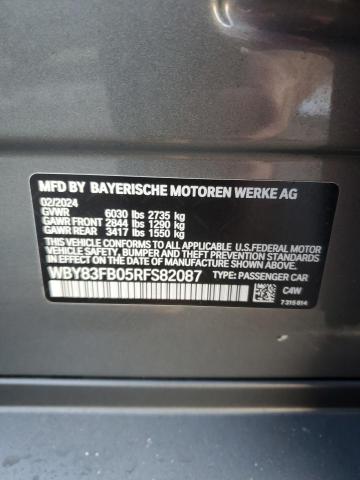 MFD BY BAYERISCHE MOTOREN WERKE AG
02/2024
GVWR 6030 lbs 2735 kg
GAWR FRONT 2844 lbs 1290 kg
GAWR REAR 3417 lbs 1550 kg
THIS VEHICLE CONFORMS TO ALL APPLICABLE U.S.FEDERAL MOTOR
VEHICLE SAFETY, BUMPER, AND THEFT PREVENTION STANDARDS
IN EFFECT ON THE DATE OF MANUFACTURE SHOWN ABOVE.
WBY83FB05RFS82087 TYPE: PASSENGER CAR
C4W
7 315 814